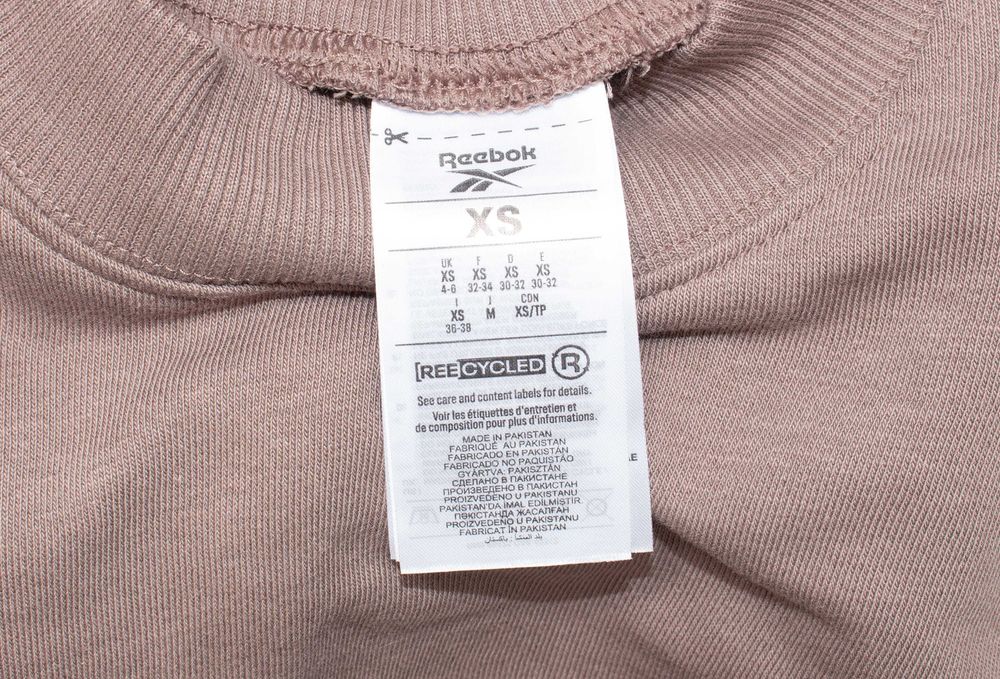 Reebok
XS
UK F D E
XS XS XS XS
4-6 32-34 30-32 30-32
I J CDN
XS M XS/TP
36-38
[REECYCLED R
See care and content labels for details.
Voir les étiquettes d'entretien et
de composition pour plus d'informations.
MADE IN PAKISTAN
FABRIQUÉ AU PAKISTAN
FABRICADO EN PAKISTÁN
FABRICADO NO PAQUISTÃO
GYÁRTVA: PAKISZTÁN
СДЕЛАНО В ПАКИСТАНЕ
ПРОИЗВЕДЕНО В ПАКИСТАН
PROIZVEDENO U PAKISTANU
PAKISTAN'DA İMAL EDİLMİŞTİR.
ПӘКІСТАНДА ЖАСАЛҒАН
PROIZVEDENO U PAKISTANU
FABRICAT ÎN PAKISTAN
بلد المنشأ : باكستان